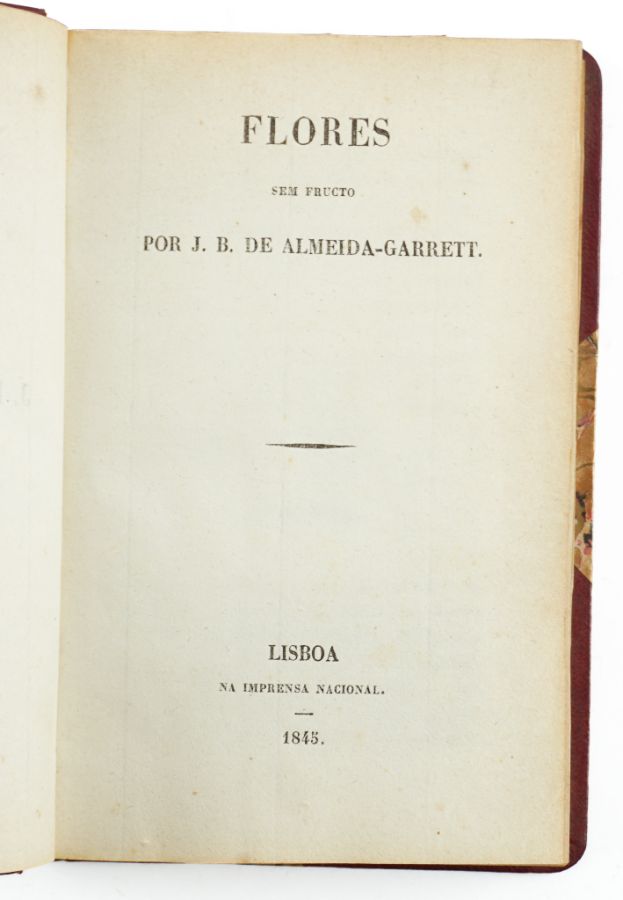 FLORES
SEM FRUCTO
POR J. B. DE ALMEIDA-GARRETT.
LISBOA
NA IMPRENSA NACIONAL.
1845.